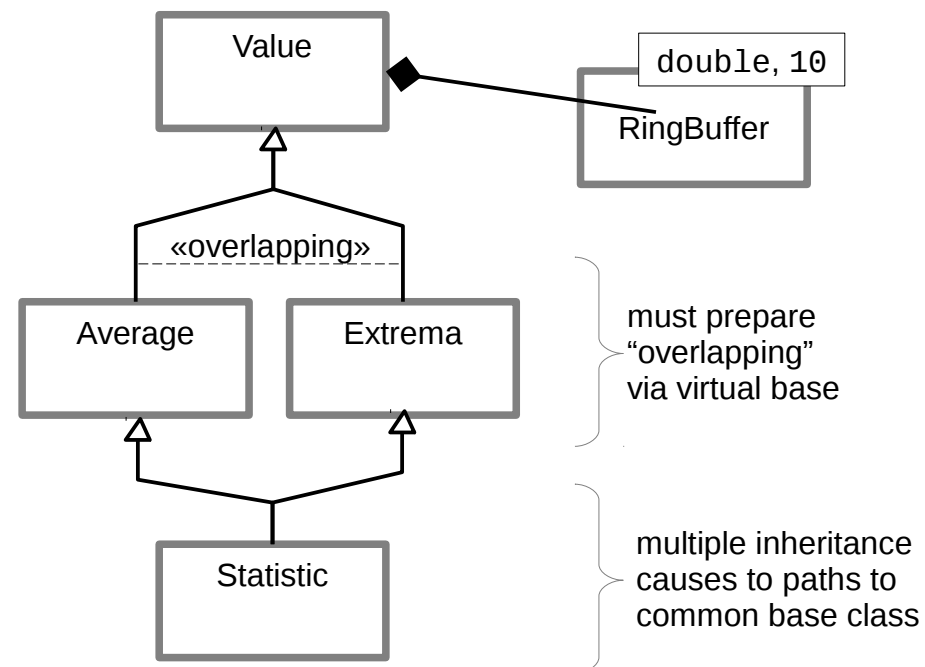 Value
double, 10
RingBuffer
«overlapping»
Average
Extrema
must prepare
“overlapping”
via virtual base
Statistic
multiple inheritance
causes to paths to
common base class